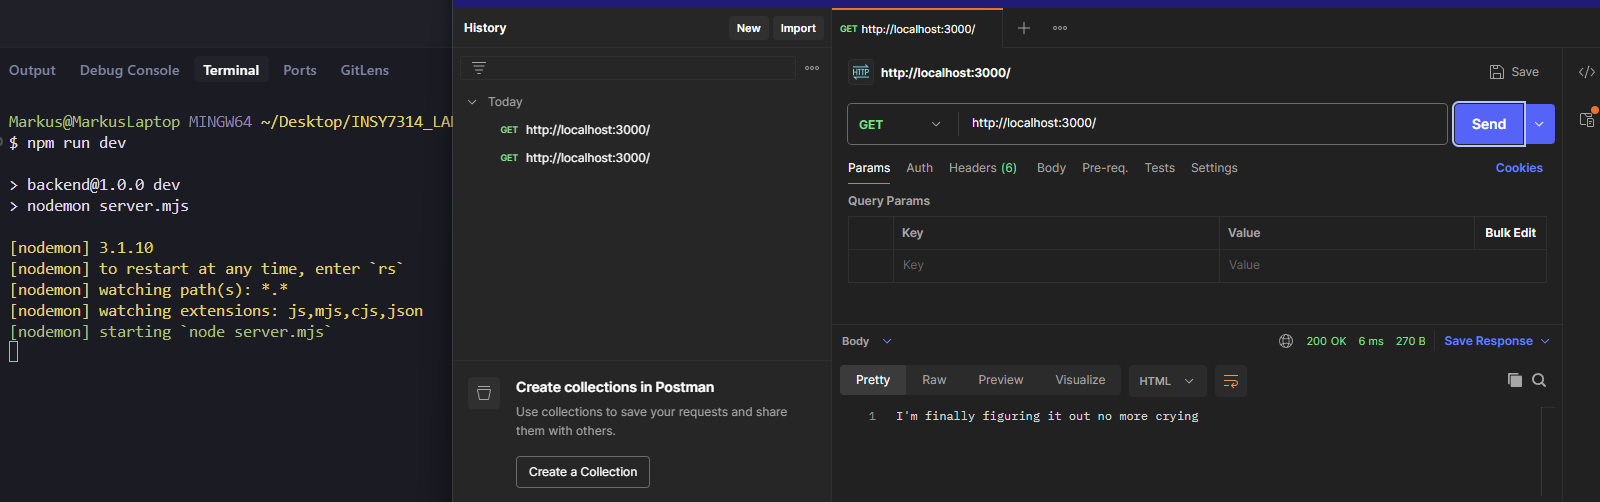 Output Debug Console Terminal Ports GitLens
Markus@MarkusLaptop MINGW64 ~/Desktop/INSY7314_LA
$ npm run dev
> backend@1.0.0 dev
> nodemon server.mjs
[nodemon] 3.1.10
[nodemon] to restart at any time, enter `rs`
[nodemon] watching path(s): *.*
[nodemon] watching extensions: js,mjs,cjs,json
[nodemon] starting `node server.mjs`
History New Import
Today
GET http://localhost:3000/
GET http://localhost:3000/
Create collections in Postman
Use collections to save your requests and share
them with others.
Create a Collection
GET http://localhost:3000/
HTTP http://localhost:3000/ Save
GET http://localhost:3000/ Send
Params Auth Headers (6) Body Pre-req. Tests Settings Cookies
Query Params
Key Value Bulk Edit
Key Value
Body 200 OK 6 ms 270 B Save Response
Pretty Raw Preview Visualize HTML
1 I'm finally figuring it out no more crying